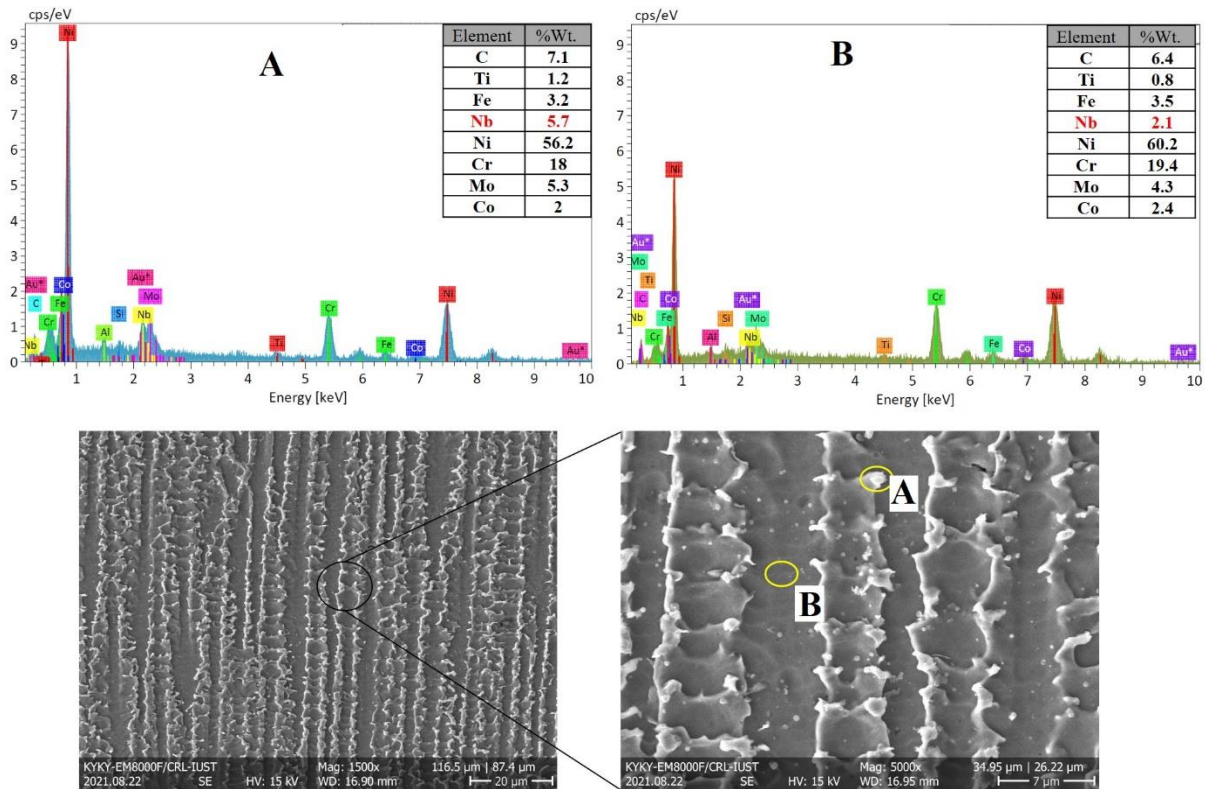 cps/eV
A
Element %Wt.
C 7.1
Ti 1.2
Fe 3.2
Nb 5.7
Ni 56.2
Cr 18
Mo 5.3
Co 2
9
8
7
6
5
4
3
2
1
0
Ni
Au*
C
Nb
Cr
Fe
Co
Al
Si
Au*
Mo
Nb
Ti
Cr
Fe
Co
Ni
Au*
1 2 3 4 5 6 7 8 9 10
Energy [keV]
cps/eV
B
Element %Wt.
C 6.4
Ti 0.8
Fe 3.5
Nb 2.1
Ni 60.2
Cr 19.4
Mo 4.3
Co 2.4
9
8
7
6
5
4
3
2
1
0
Ni
Au*
Mo
Ti
C
Co
Nb
Fe
Cr
Al
Si
Au*
Mo
Nb
Ti
Cr
Fe
Co
Ni
Au*
1 2 3 4 5 6 7 8 9 10
Energy [keV]
KYKY-EM8000F/CRL-IUST Mag: 1500x 116.5 µm | 87.4 µm
2021.08.22 SE HV: 15 kV WD: 16.90 mm 20 µm
A
B
KYKY-EM8000F/CRL-IUST Mag: 5000x 34.95 µm | 26.22 µm
2021.08.22 SE HV: 15 kV WD: 16.95 mm 7 µm